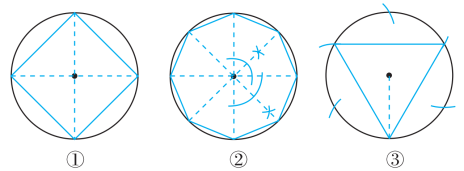 ① ② ③